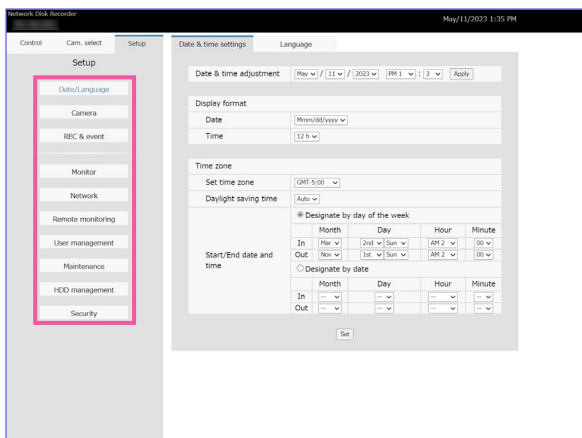 Network Disk Recorder
May/11/2023 1:35 PM
Control Cam. select Setup
Setup
Date/Language
Camera
REC & event
Monitor
Network
Remote monitoring
User management
Maintenance
HDD management
Security
Date & time settings Language
Date & time adjustment May / 11 / 2023 PM 1 : 3 Apply
Display format
Date Mmm/dd/yyyy
Time 12 h
Time zone
Set time zone GMT-5:00
Daylight saving time Auto
Start/End date and time
Designate by day of the week
Month Day Hour Minute
In Mar 2nd Sun AM 2 00
Out Nov 1st Sun AM 2 00
Designate by date
Month Day Hour Minute
In -- -- -- --
Out -- -- -- --
Set